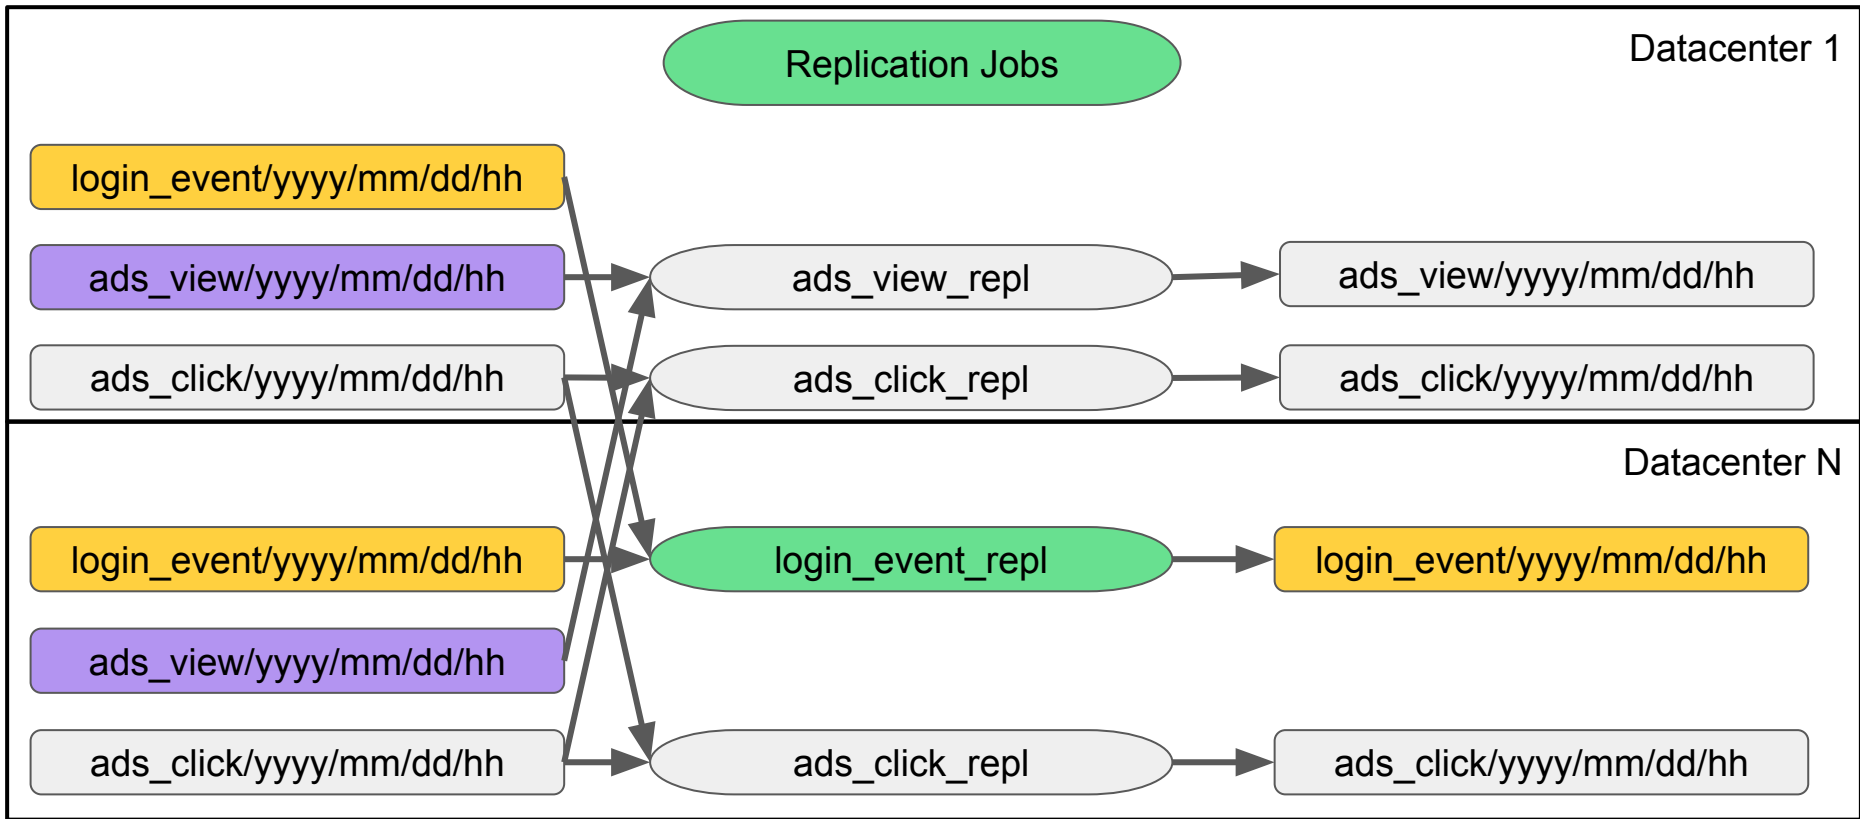 Replication Jobs
Datacenter 1
login_event/yyyy/mm/dd/hh
ads_view/yyyy/mm/dd/hh
ads_view_repl
ads_view/yyyy/mm/dd/hh
ads_click/yyyy/mm/dd/hh
ads_click_repl
ads_click/yyyy/mm/dd/hh
Datacenter N
login_event/yyyy/mm/dd/hh
login_event_repl
login_event/yyyy/mm/dd/hh
ads_view/yyyy/mm/dd/hh
ads_click/yyyy/mm/dd/hh
ads_click_repl
ads_click/yyyy/mm/dd/hh